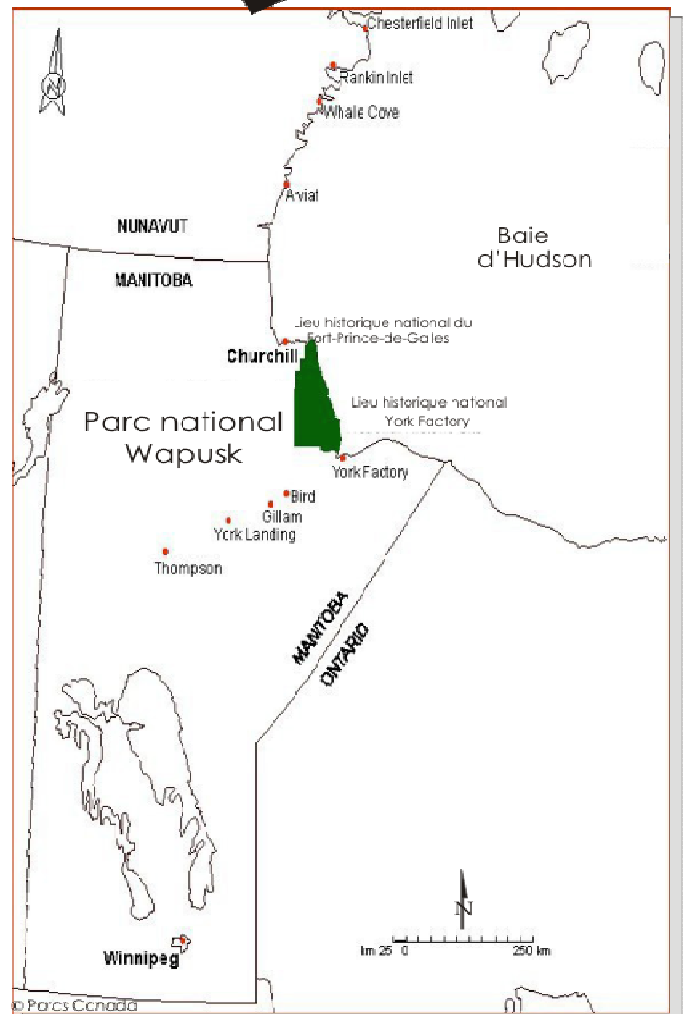 N
Chesterfield Inlet
Rankin Inlet
Whale Cove
Arviat
NUNAVUT
Baie
d'Hudson
MANITOBA
Lieu historique national du
Fort-Prince-de-Galles
Churchill
Lieu historique national
York Factory
Parc national
Wapusk
York Factory
Bird
Gillam
York Landing
Thompson
MANITOBA
ONTARIO
N
km 25 0 250 km
Winnipeg
© Parcs Canada